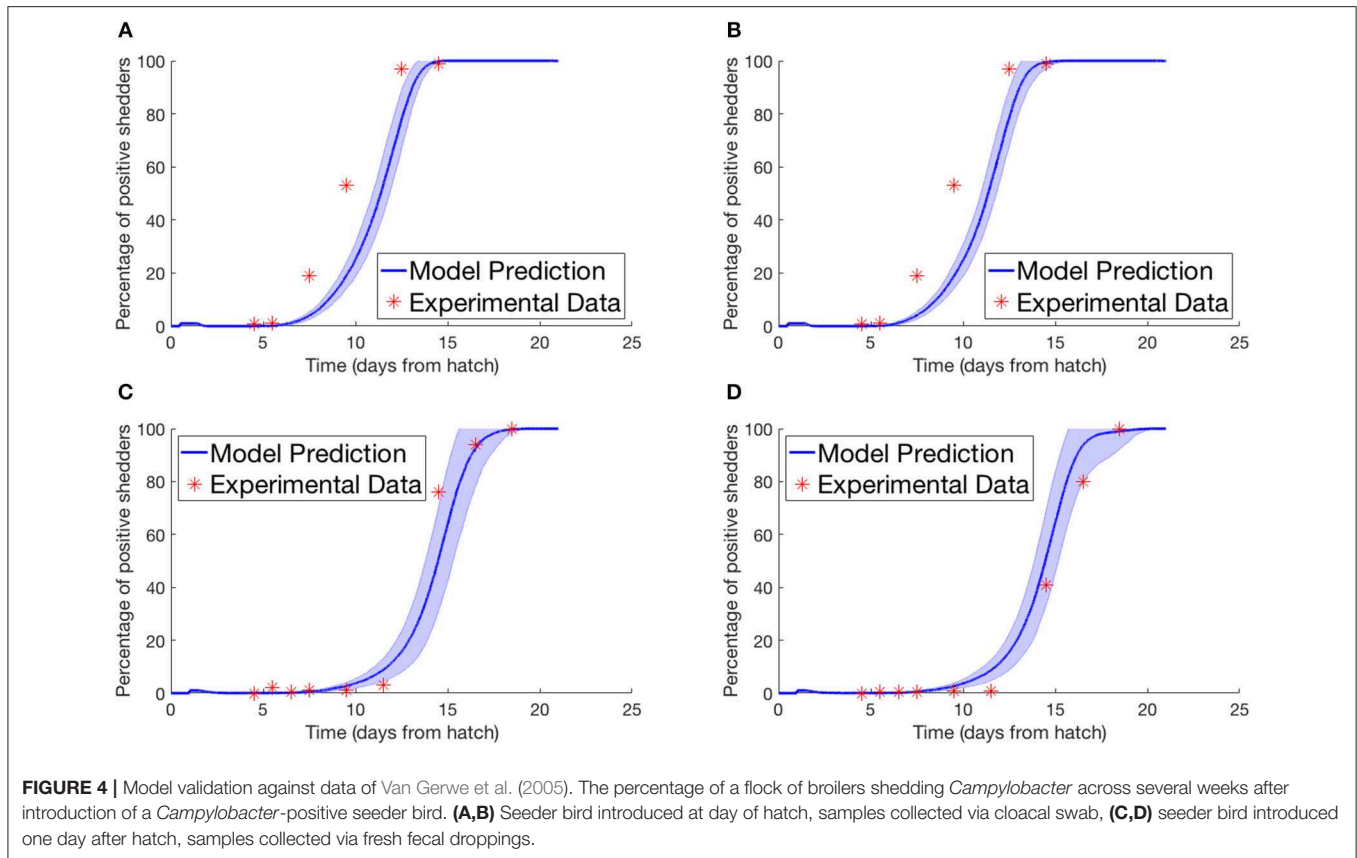 A
Percentage of positive shedders
100
80
60
40
20
0
Model Prediction
Experimental Data
0 5 10 15 20 25
Time (days from hatch)
B
Percentage of positive shedders
100
80
60
40
20
0
Model Prediction
Experimental Data
0 5 10 15 20 25
Time (days from hatch)
C
Percentage of positive shedders
100
80
60
40
20
0
Model Prediction
Experimental Data
0 5 10 15 20 25
Time (days from hatch)
D
Percentage of positive shedders
100
80
60
40
20
0
Model Prediction
Experimental Data
0 5 10 15 20 25
Time (days from hatch)
FIGURE 4 | Model validation against data of Van Gerwe et al. (2005). The percentage of a flock of broilers shedding Campylobacter across several weeks after
introduction of a Campylobacter-positive seeder bird. (A,B) Seeder bird introduced at day of hatch, samples collected via cloacal swab, (C,D) seeder bird introduced
one day after hatch, samples collected via fresh fecal droppings.